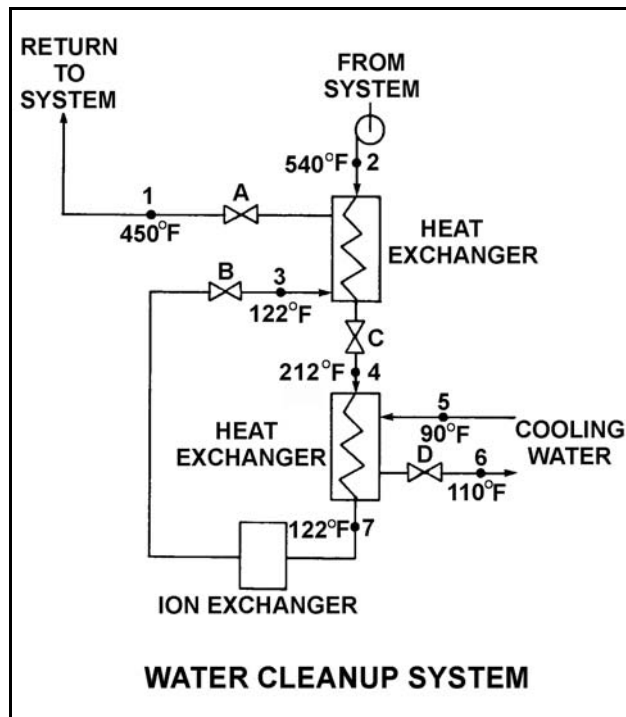 RETURN
TO
SYSTEM
FROM
SYSTEM
540°F 2
1
A
450°F
HEAT
EXCHANGER
B
3
122°F
C
212°F 4
HEAT
EXCHANGER
5
90°F
COOLING
WATER
D
6
110°F
122°F 7
ION EXCHANGER
WATER CLEANUP SYSTEM